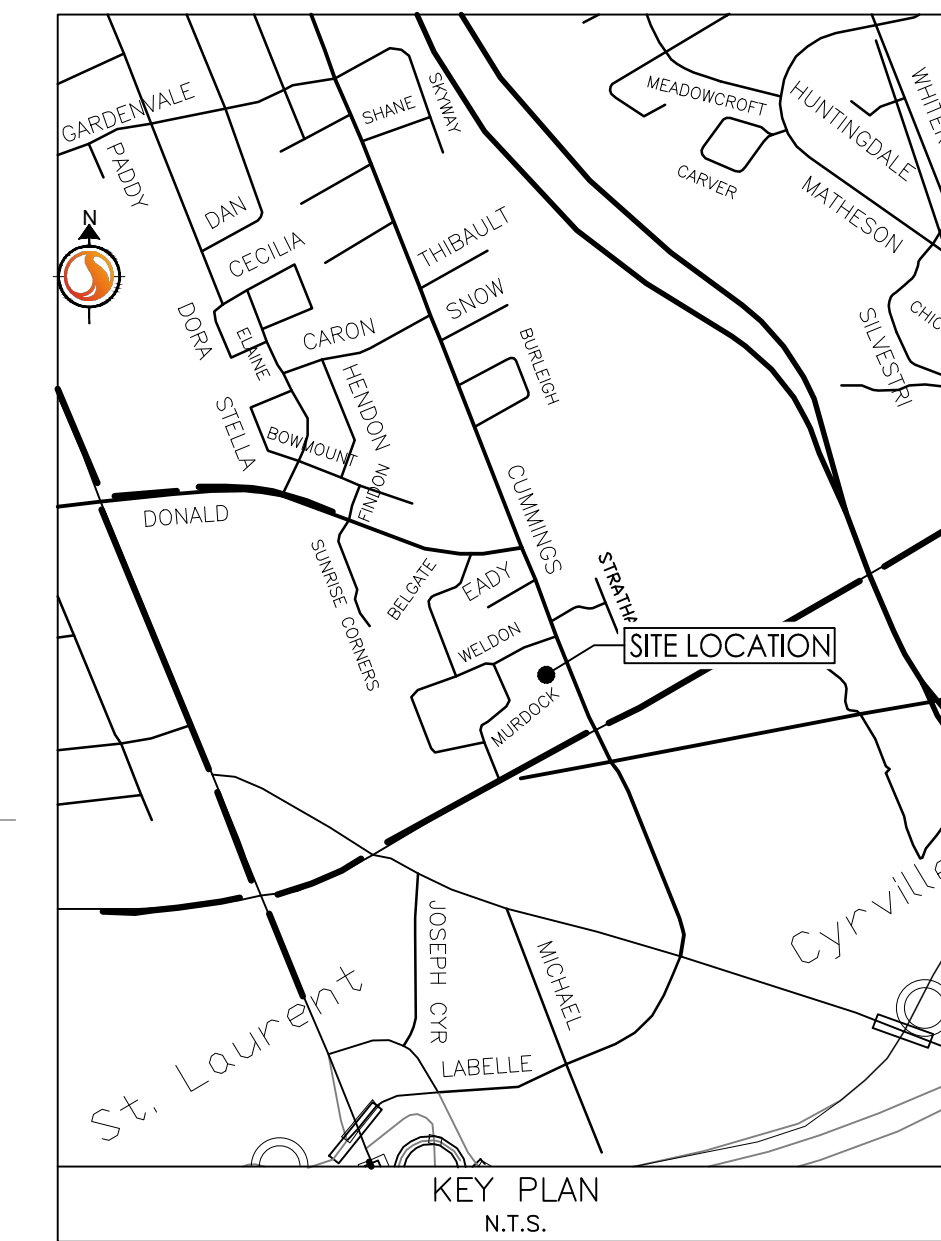 SKYWAY
SHANE
MEADOWCROFT
HUNTINGDALE
GARDENVALE
PADDY
CARVER
MATHESON
N
DAN
CECILIA
THIBAULT
SNOW
DORA
ELAINE
CARON
SILVESTRI
BURLEIGH
HENDON
STELLA
BOWMOUNT
FINDON
CUMMINGS
DONALD
SUNRISE CORNERS
BELGATE
EADY
WELDON
SITE LOCATION
MURDOCK
Cyrville
JOSEPH CYR
MICHAEL
St. Laurent
LABELLE
KEY PLAN
N.T.S.